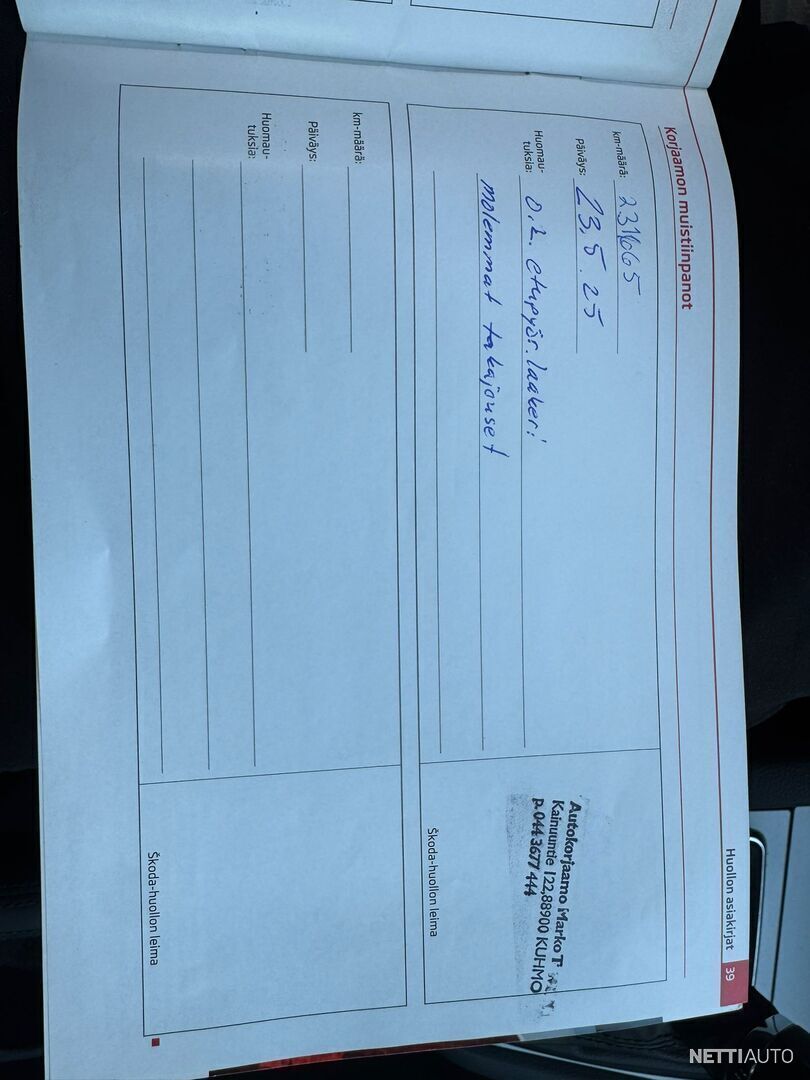 Huollon asiakirjat 39
Korjaamon muistiinpanot
km-määrä: 231665
Päiväys: 23.5.25
Huomau-
tuksia: o.k. etupyör. laakeri
molemmat takajouset
Autokorjaamo Marko
Kainuuntie 122,88900 KUHMO
p.044 3677 444
Škoda-huollon leima
km-määrä:
Päiväys:
Huomau-
tuksia:
Škoda-huollon leima
NETTIAUTO